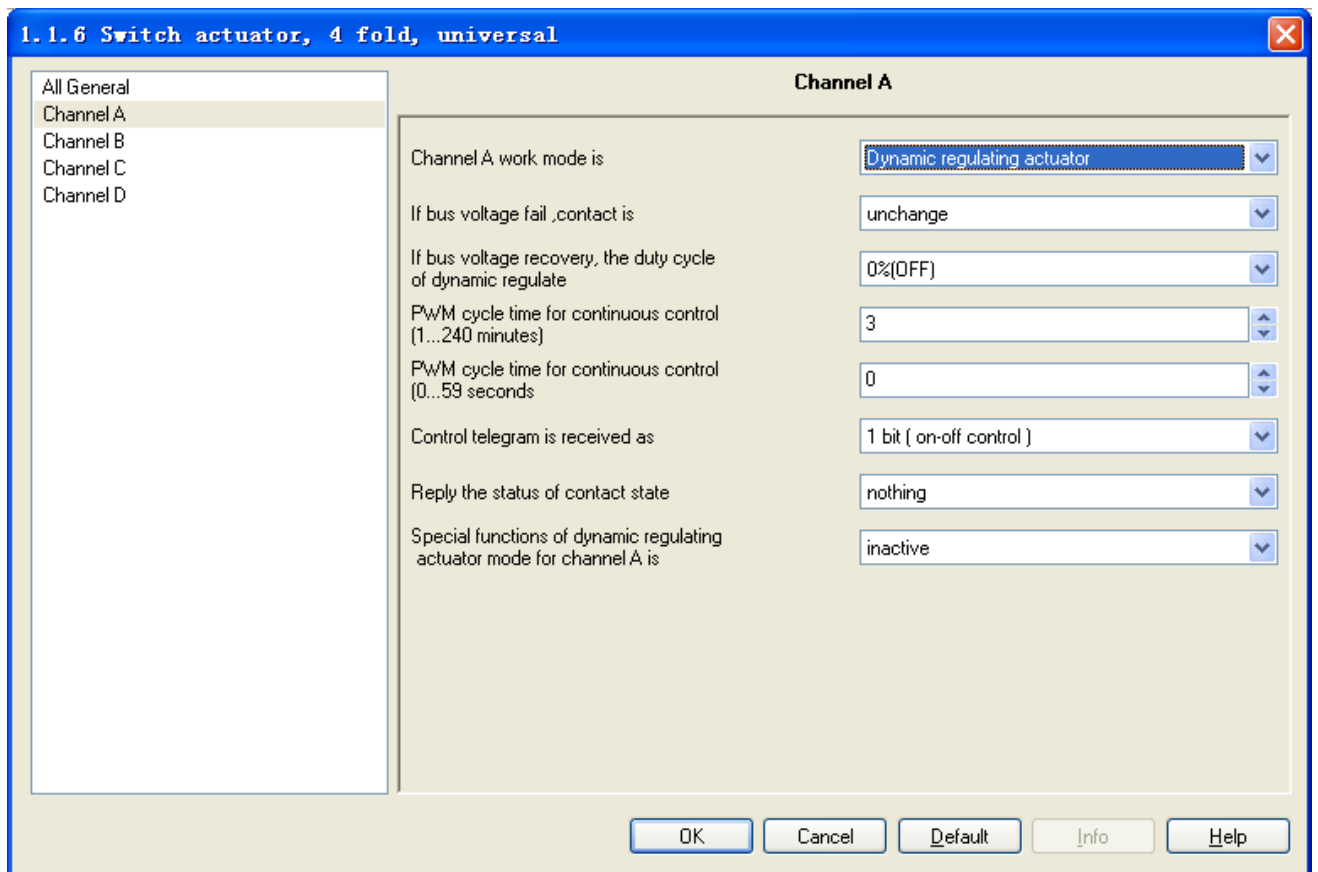 1.1.6 Switch actuator, 4 fold, universal
All General
Channel A
Channel B
Channel C
Channel D
Channel A
Channel A work mode is
Dynamic regulating actuator
If bus voltage fail ,contact is
unchange
If bus voltage recovery, the duty cycle
of dynamic regulate
0%(OFF)
PWM cycle time for continuous control
(1...240 minutes)
3
PWM cycle time for continuous control
(0...59 seconds
0
Control telegram is received as
1 bit ( on-off control )
Reply the status of contact state
nothing
Special functions of dynamic regulating
actuator mode for channel A is
inactive
OK
Cancel
Default
Info
Help